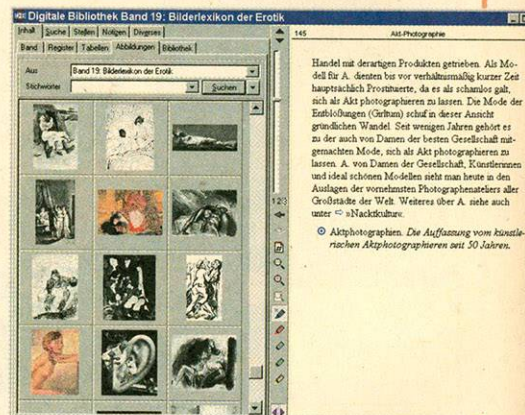 Digitale Bibliothek Band 19: Bilderlexikon der Erotik
Inhalt Suche Stellen Notizen Diverses
Band Register Tabellen Abbildungen Bibliothek
Aus Band 19: Bilderlexikon der Erotik
Stichwörter Suchen
123
145 Akt-Photographie
Handel mit derartigen Produkten getrieben. Als Mo-
dell für A. dienten bis vor verhältnismäßig kurzer Zeit
hauptsächlich Prostituierte, da es als schamlos galt,
sich als Akt photographieren zu lassen. Die Mode der
Entblößungen (Girltum) schuf in dieser Ansicht
gründlichen Wandel. Seit wenigen Jahren gehört es
zu der auch von Damen der besten Gesellschaft mit-
gemachten Mode, sich als Akt photographieren zu
lassen. A. von Damen der Gesellschaft, Künstlerinnen
und ideal schönen Modellen sieht man heute in den
Auslagen der vornehmsten Photographenateliers aller
Großstädte der Welt. Weiteres über A. siehe auch
unter ⇨ »Nacktkultur«.
Aktphotographien. Die Auffassung vom künstle-
rischen Aktphotographieren seit 50 Jahren.